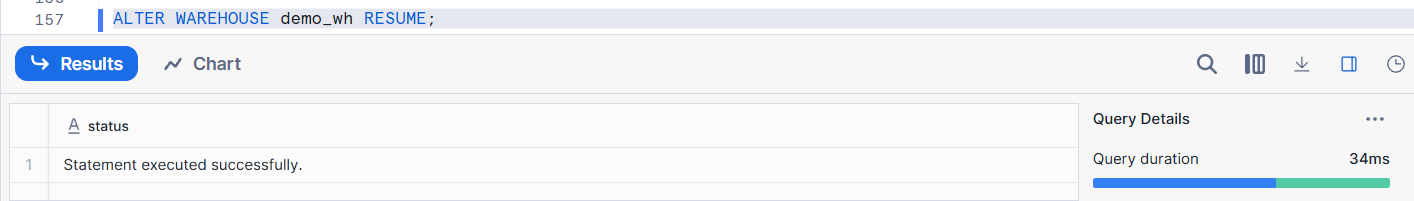 157 ALTER WAREHOUSE demo_wh RESUME;
Results Chart
A status
Query Details
1 Statement executed successfully.
Query duration 34ms